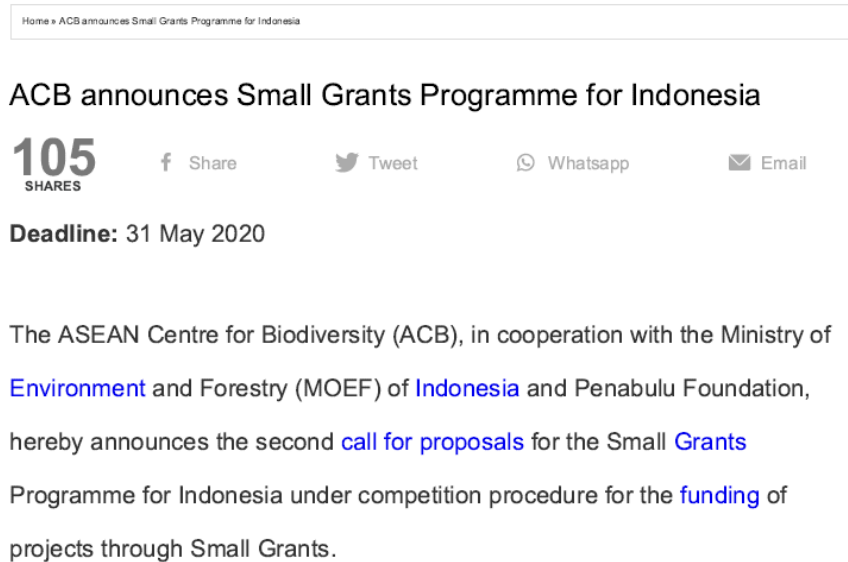 Home » ACB announces Small Grants Programme for Indonesia
ACB announces Small Grants Programme for Indonesia
105
SHARES
Share
Tweet
Whatsapp
Email
Deadline: 31 May 2020
The ASEAN Centre for Biodiversity (ACB), in cooperation with the Ministry of
Environment and Forestry (MOEF) of Indonesia and Penabulu Foundation,
hereby announces the second call for proposals for the Small Grants
Programme for Indonesia under competition procedure for the funding of
projects through Small Grants.